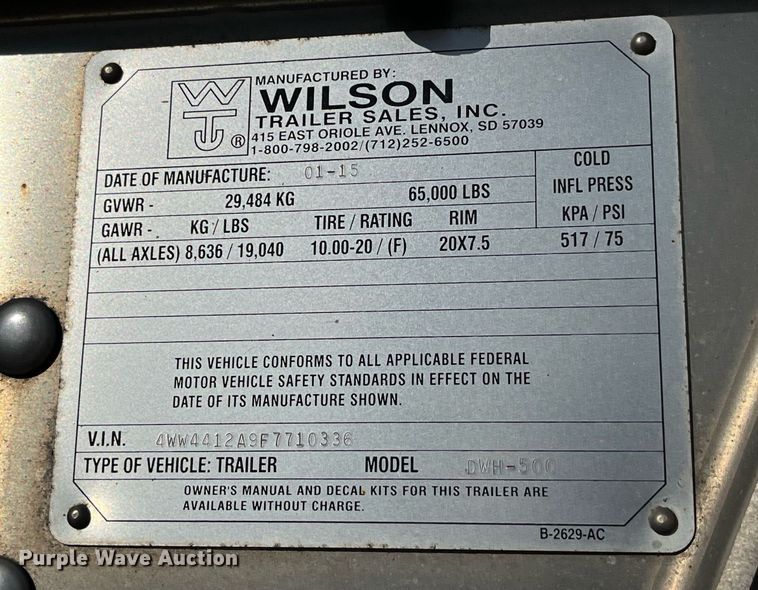 MANUFACTURED BY:
WT ®
WILSON
TRAILER SALES, INC.
415 EAST ORIOLE AVE. LENNOX, SD 57039
1-800-798-2002/(712)252-6500
DATE OF MANUFACTURE: 01-15
COLD
INFL PRESS
KPA / PSI
GVWR - 29,484 KG 65,000 LBS
GAWR - KG / LBS TIRE / RATING RIM
(ALL AXLES) 8,636 / 19,040 10.00-20 / (F) 20X7.5 517 / 75
THIS VEHICLE CONFORMS TO ALL APPLICABLE FEDERAL
MOTOR VEHICLE SAFETY STANDARDS IN EFFECT ON THE
DATE OF ITS MANUFACTURE SHOWN.
V.I.N. 4WW4412A9F7710336
TYPE OF VEHICLE: TRAILER MODEL DWH-500
OWNER'S MANUAL AND DECAL KITS FOR THIS TRAILER ARE
AVAILABLE WITHOUT CHARGE.
B-2629-AC
Purple Wave Auction®